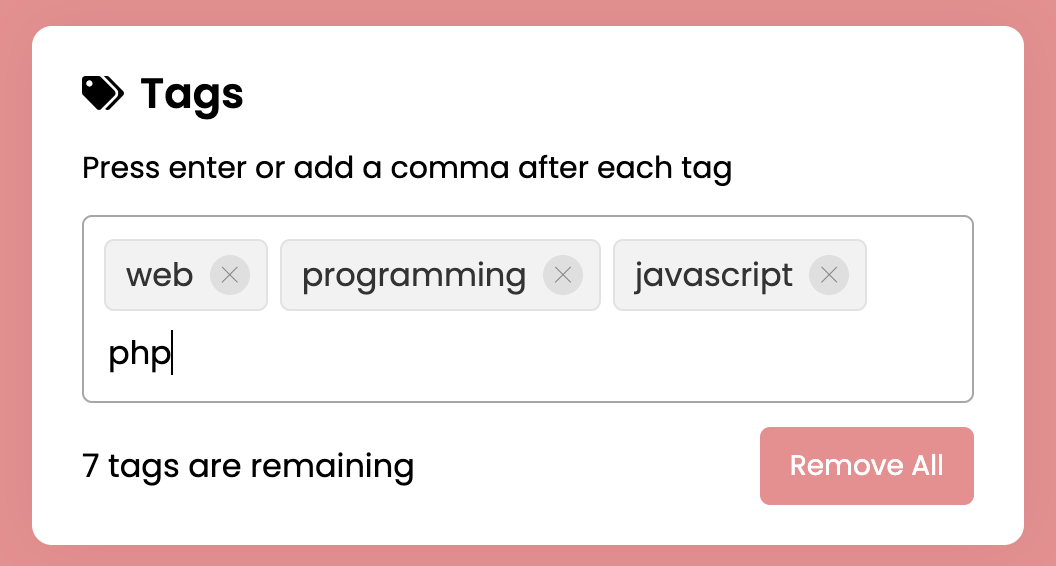 Tags
Press enter or add a comma after each tag
web programming javascript
php
7 tags are remaining Remove All